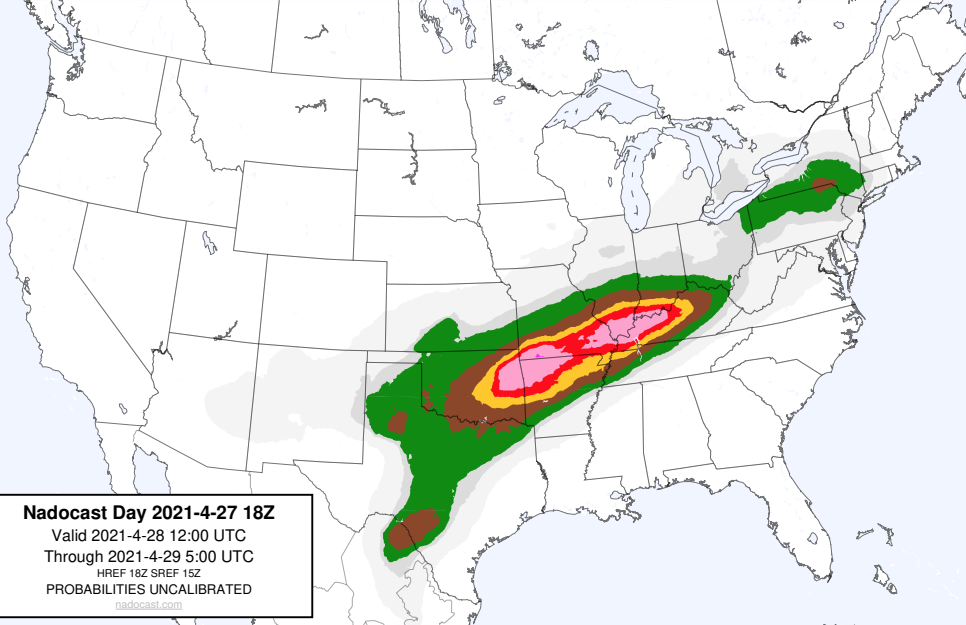 Nadocast Day 2021-4-27 18Z
Valid 2021-4-28 12:00 UTC
Through 2021-4-29 5:00 UTC
HREF 18Z SREF 15Z
PROBABILITIES UNCALIBRATED
nadocast.com